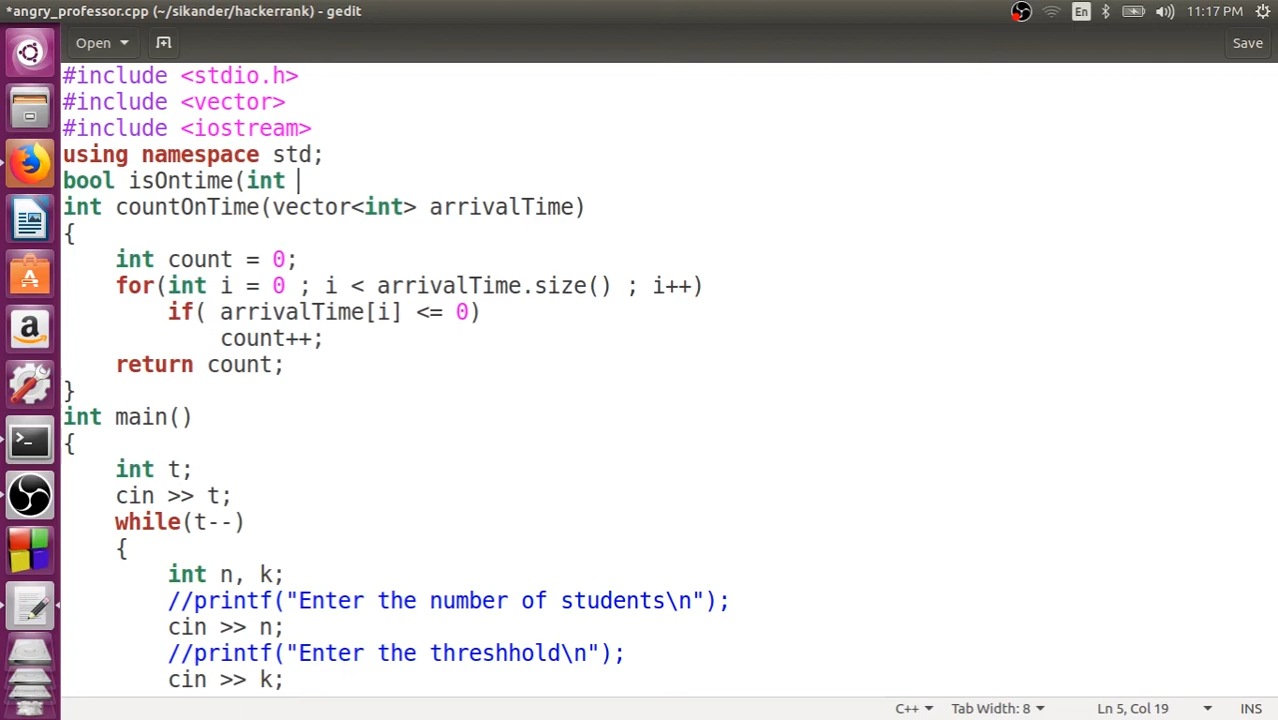 *angry_professor.cpp (~/sikander/hackerrank) - gedit
En
11:17 PM
Open
Save
#include <stdio.h>
#include <vector>
#include <iostream>
using namespace std;
bool isOntime(int
int countOnTime(vector<int> arrivalTime)
{
    int count = 0;
    for(int i = 0 ; i < arrivalTime.size() ; i++)
        if( arrivalTime[i] <= 0)
            count++;
    return count;
}
int main()
{
    int t;
    cin >> t;
    while(t--)
    {
        int n, k;
        //printf("Enter the number of students\n");
        cin >> n;
        //printf("Enter the threshhold\n");
        cin >> k;
C++
Tab Width: 8
Ln 5, Col 19
INS